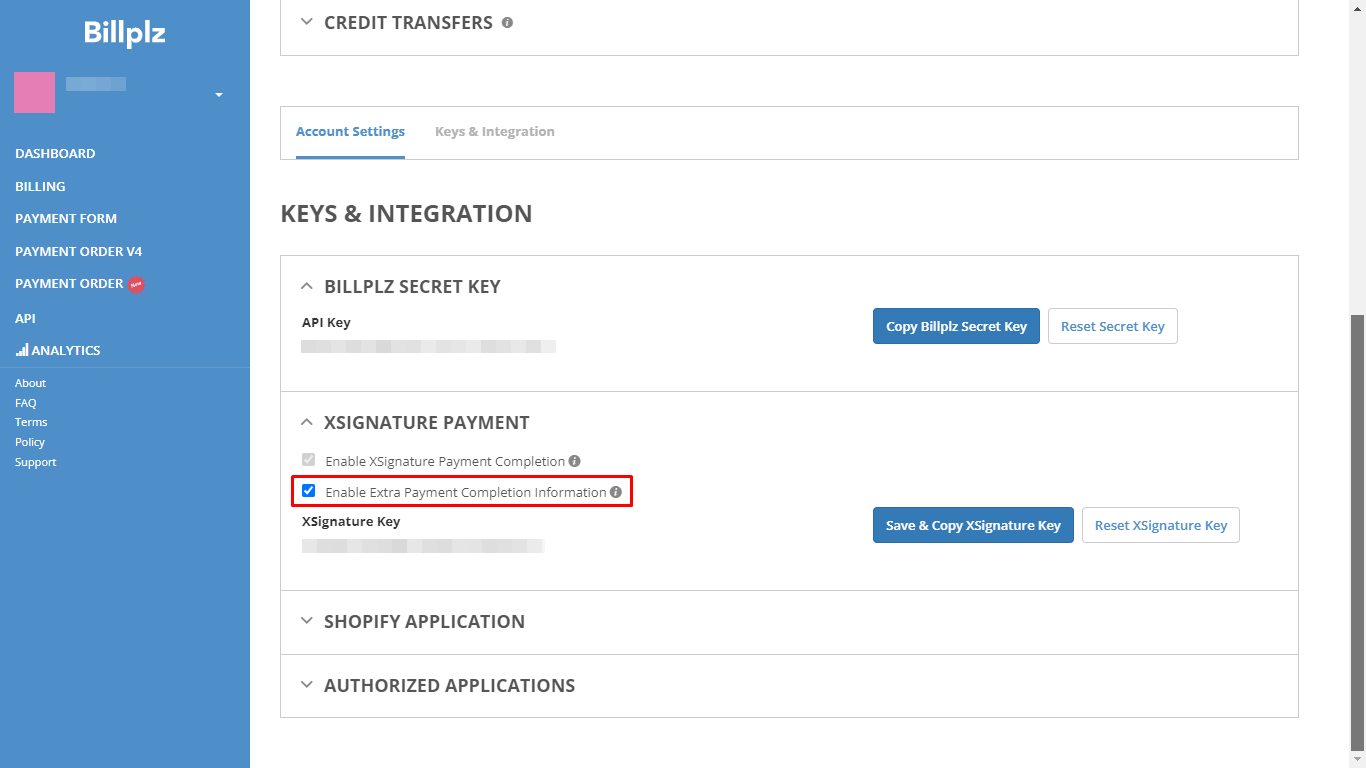 Billplz
DASHBOARD
BILLING
PAYMENT FORM
PAYMENT ORDER V4
PAYMENT ORDER New
API
ANALYTICS
About
FAQ
Terms
Policy
Support
CREDIT TRANSFERS
Account Settings Keys & Integration
KEYS & INTEGRATION
BILLPLZ SECRET KEY
API Key
Copy Billplz Secret Key Reset Secret Key
XSIGNATURE PAYMENT
Enable XSignature Payment Completion
Enable Extra Payment Completion Information
XSignature Key
Save & Copy XSignature Key Reset XSignature Key
SHOPIFY APPLICATION
AUTHORIZED APPLICATIONS